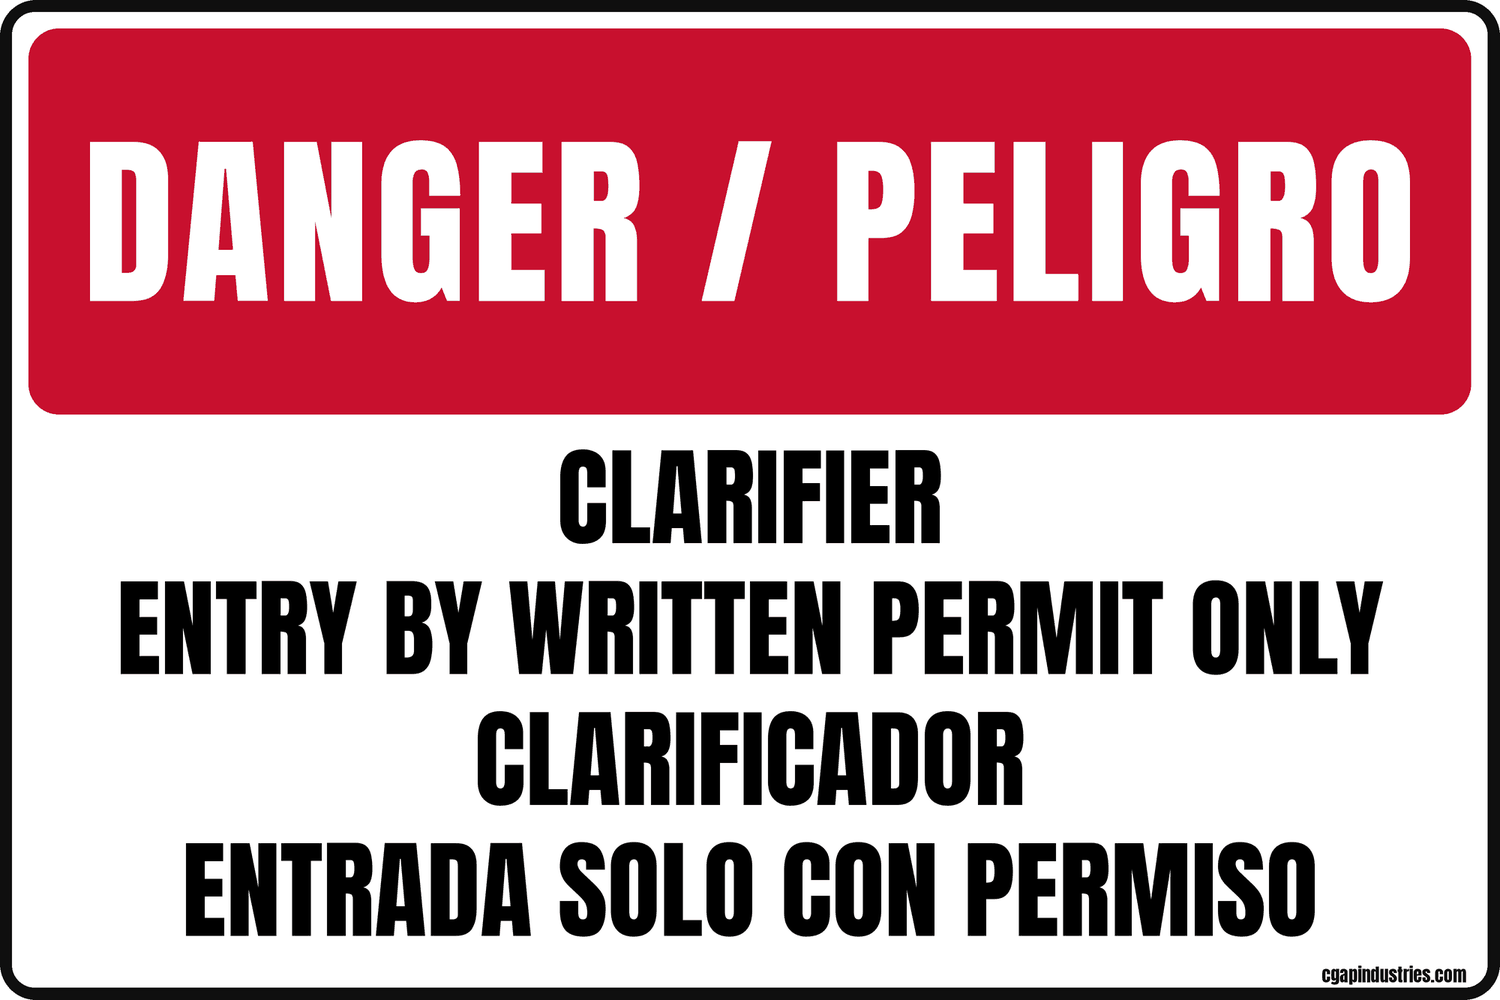 DANGER / PELIGRO
CLARIFIER
ENTRY BY WRITTEN PERMIT ONLY
CLARIFICADOR
ENTRADA SOLO CON PERMISO
cgapindustries.com